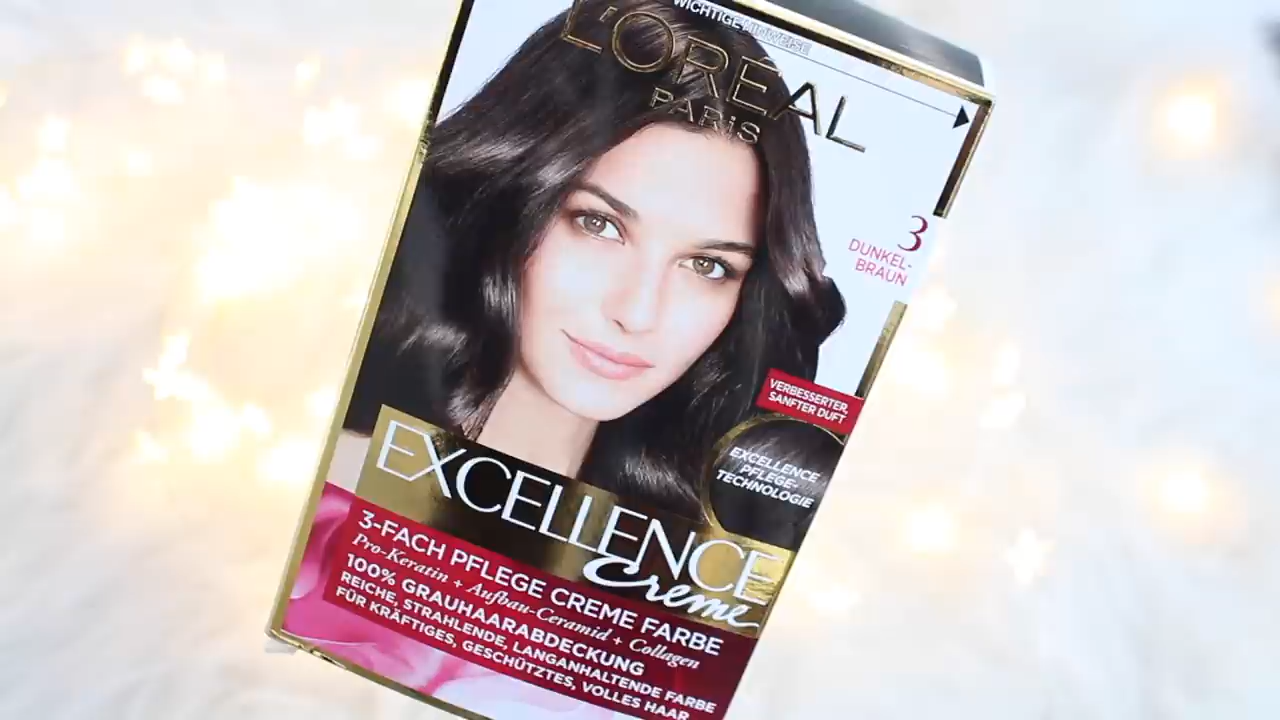 WICHTIGE HINWEISE
L'ORÉAL
PARiS
3
DUNKEL-
BRAUN
VERBESSERTER,
SANFTER DUFT
EXCELLENCE
PFLEGE-
TECHNOLOGIE
EXCELLENCE
Creme
3-FACH PFLEGE CREME FARBE
Pro-Keratin + Aufbau-Ceramid + Collagen
100% GRAUHAARABDECKUNG
REICHE, STRAHLENDE, LANGANHALTENDE FARBE
FÜR KRÄFTIGES, GESCHÜTZTES, VOLLES HAAR